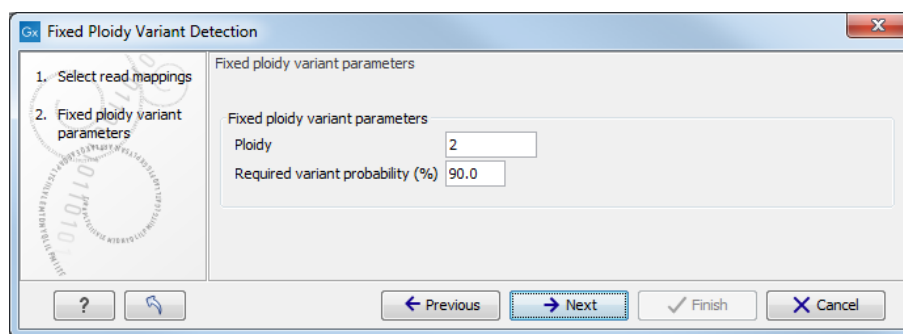 Gx Fixed Ploidy Variant Detection
1. Select read mappings
2. Fixed ploidy variant
parameters
Fixed ploidy variant parameters
Fixed ploidy variant parameters
Ploidy 2
Required variant probability (%) 90.0
? Previous Next Finish Cancel